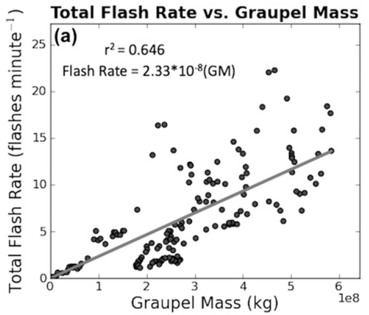 Total Flash Rate vs. Graupel Mass
(a)
r² = 0.646
Flash Rate = 2.33*10⁻⁸(GM)
Total Flash Rate (flashes minute⁻¹)
25
20
15
10
5
0
0 1 2 3 4 5 6
1e8
Graupel Mass (kg)